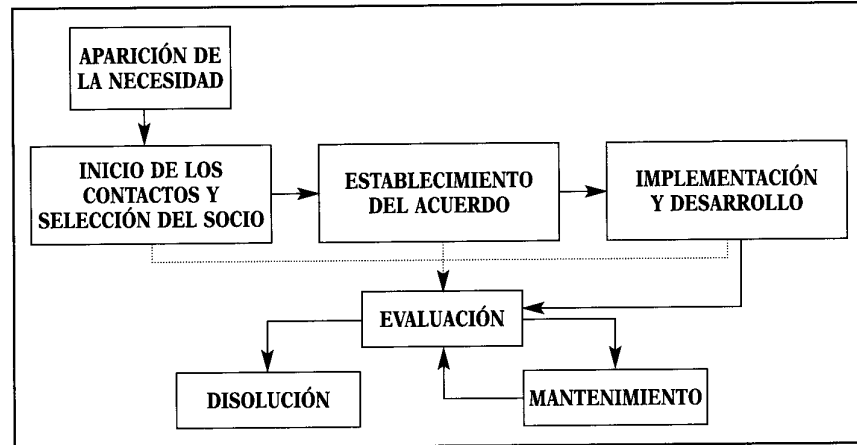 APARICIÓN DE
LA NECESIDAD
INICIO DE LOS
CONTACTOS Y
SELECCIÓN DEL SOCIO
ESTABLECIMIENTO
DEL ACUERDO
IMPLEMENTACIÓN
Y DESARROLLO
EVALUACIÓN
DISOLUCIÓN
MANTENIMIENTO